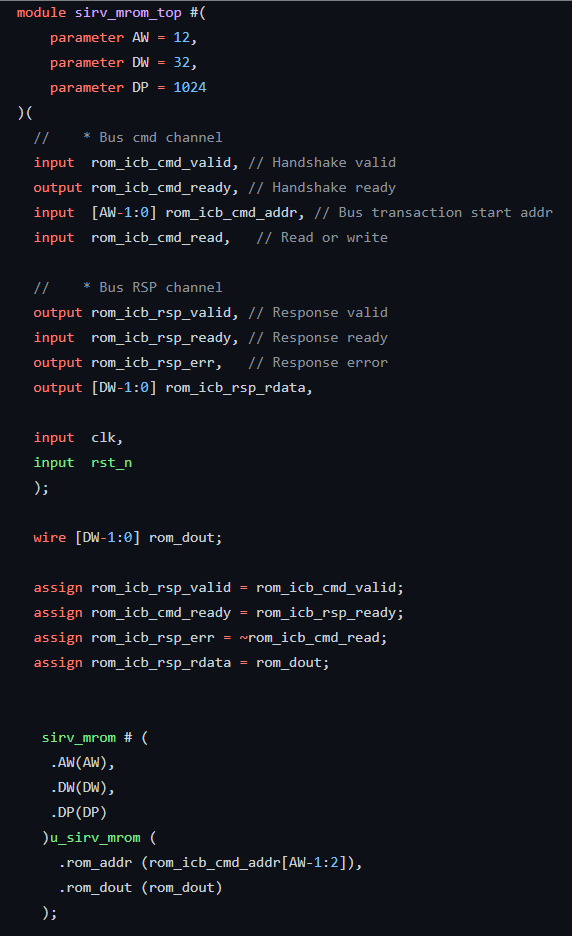 module sirv_mrom_top #(
    parameter AW = 12,
    parameter DW = 32,
    parameter DP = 1024
)(
  //    * Bus cmd channel
  input  rom_icb_cmd_valid, // Handshake valid
  output rom_icb_cmd_ready, // Handshake ready
  input  [AW-1:0] rom_icb_cmd_addr, // Bus transaction start addr
  input  rom_icb_cmd_read,   // Read or write

  //    * Bus RSP channel
  output rom_icb_rsp_valid, // Response valid
  input  rom_icb_rsp_ready, // Response ready
  output rom_icb_rsp_err,   // Response error
  output [DW-1:0] rom_icb_rsp_rdata,

  input  clk,
  input  rst_n
  );

  wire [DW-1:0] rom_dout;

  assign rom_icb_rsp_valid = rom_icb_cmd_valid;
  assign rom_icb_cmd_ready = rom_icb_rsp_ready;
  assign rom_icb_rsp_err = ~rom_icb_cmd_read;
  assign rom_icb_rsp_rdata = rom_dout;


   sirv_mrom # (
    .AW(AW),
    .DW(DW),
    .DP(DP)
   )u_sirv_mrom (
     .rom_addr (rom_icb_cmd_addr[AW-1:2]),
     .rom_dout (rom_dout)
   );